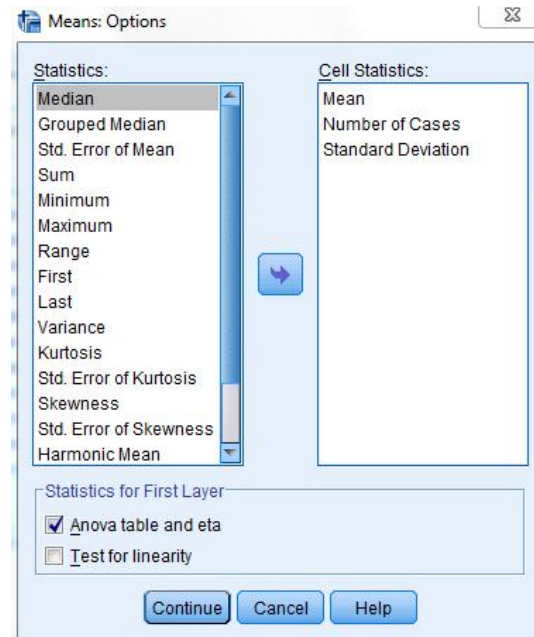 Means: Options
Statistics:
Median
Grouped Median
Std. Error of Mean
Sum
Minimum
Maximum
Range
First
Last
Variance
Kurtosis
Std. Error of Kurtosis
Skewness
Std. Error of Skewness
Harmonic Mean
Cell Statistics:
Mean
Number of Cases
Standard Deviation
Statistics for First Layer
Anova table and eta
Test for linearity
Continue Cancel Help